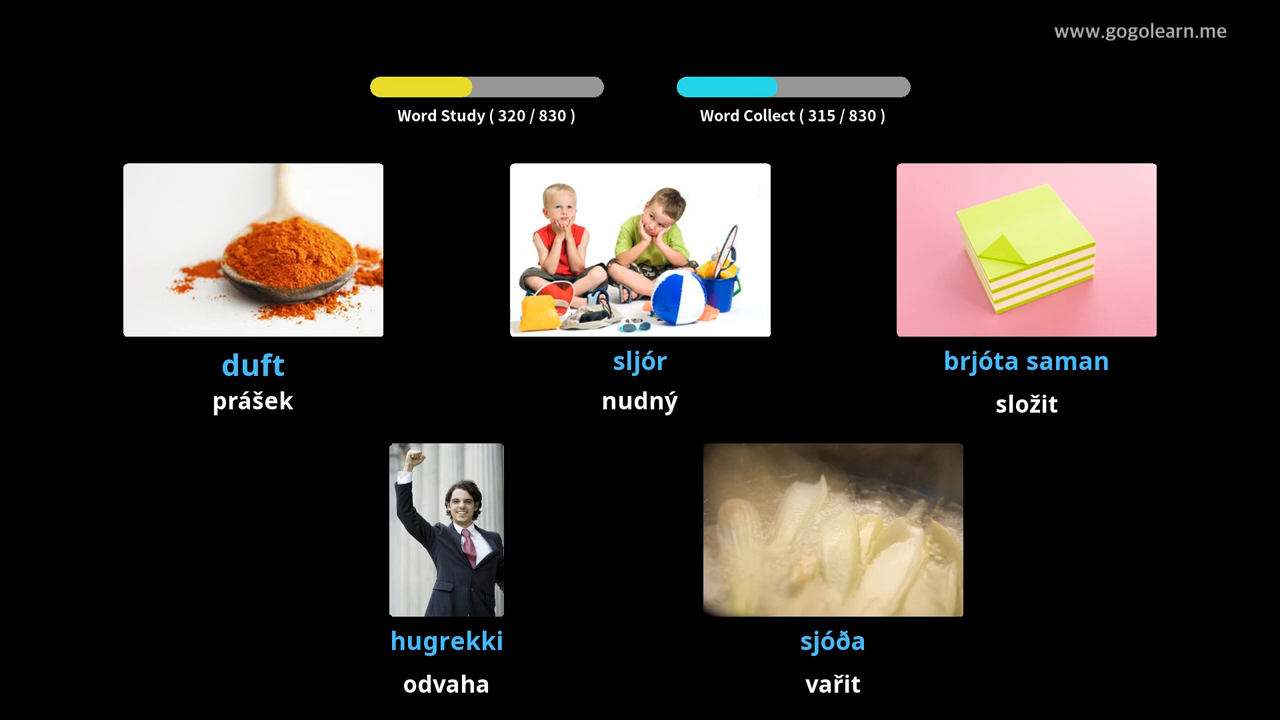 www.gogolearn.me
Word Study ( 320 / 830 )
Word Collect ( 315 / 830 )
duft
prášek
sljór
nudný
brjóta saman
složit
hugrekki
odvaha
sjóða
vařit